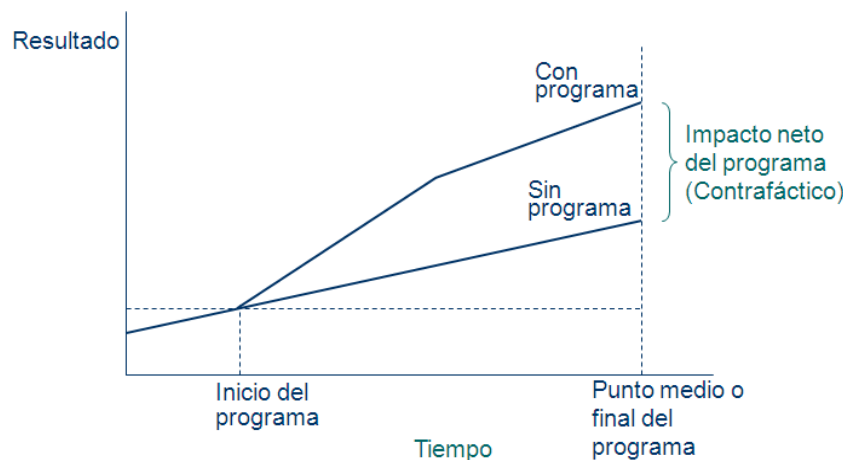 Resultado
Con
programa
Impacto neto
del programa
(Contrafáctico)
Sin
programa
Inicio del
programa
Punto medio o
final del
programa
Tiempo